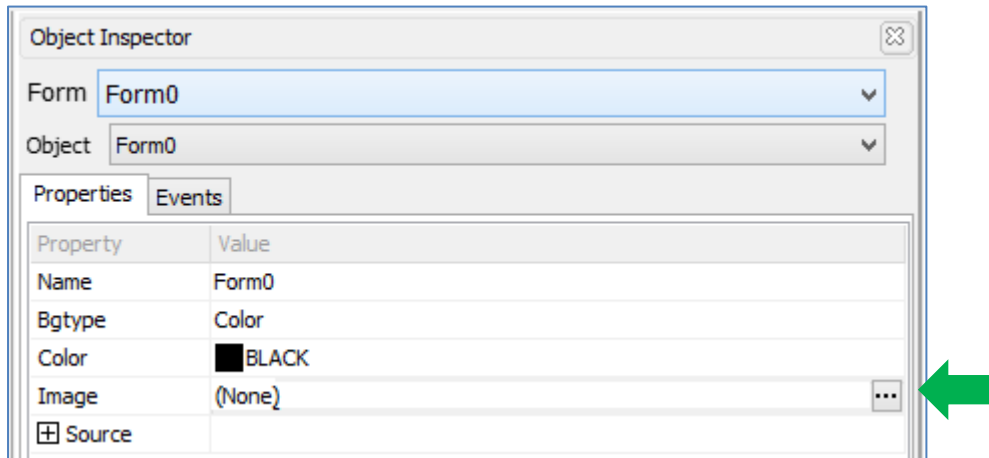 Object Inspector
Form Form0
Object Form0
Properties Events
Property Value
Name Form0
Bgtype Color
Color BLACK
Image (None) ...
Source